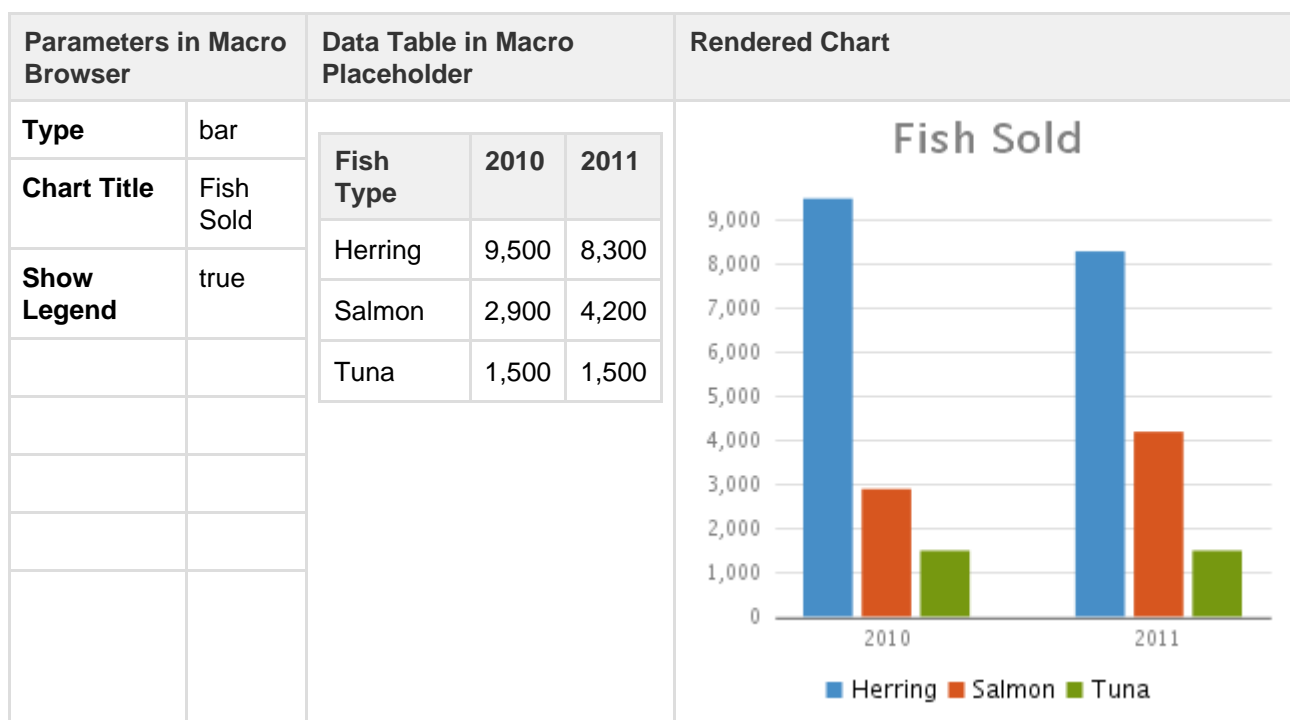 Parameters in Macro
Browser
Data Table in Macro
Placeholder
Rendered Chart
Type
bar
Chart Title
Fish
Sold
Show
Legend
true
Fish
Type
2010
2011
Herring
9,500
8,300
Salmon
2,900
4,200
Tuna
1,500
1,500
Fish Sold
9,000
8,000
7,000
6,000
5,000
4,000
3,000
2,000
1,000
0
2010
2011
Herring
Salmon
Tuna